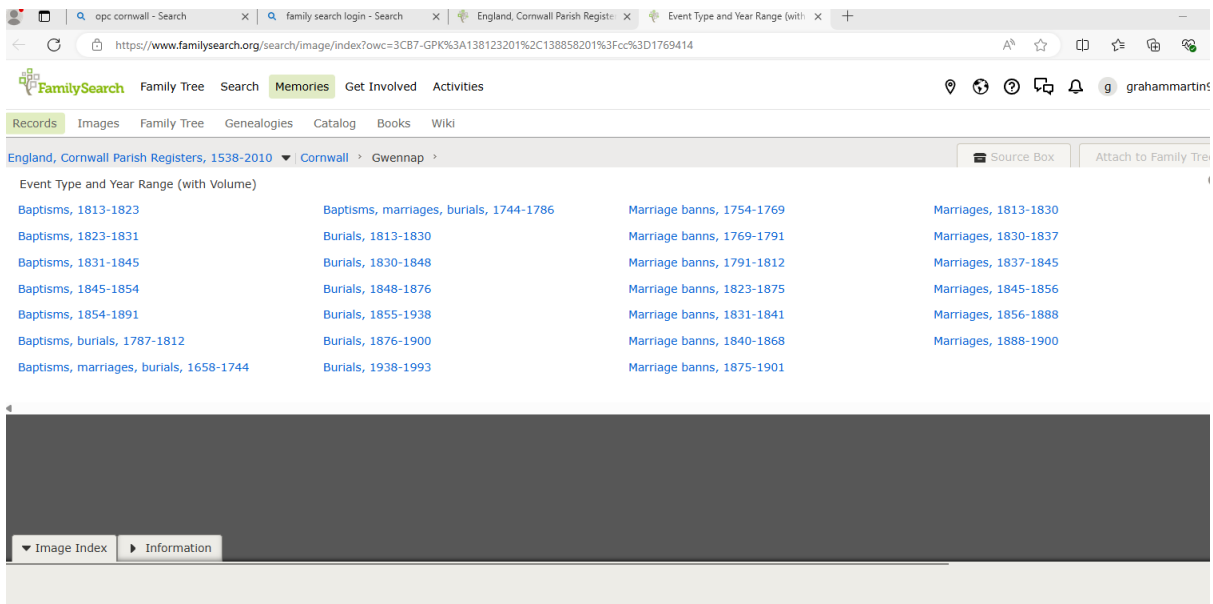 opc cornwall - Search
family search login - Search
England, Cornwall Parish Registe
Event Type and Year Range (with
https://www.familysearch.org/search/image/index?owc=3CB7-GPK%3A138123201%2C138858201%3Fcc%3D1769414
FamilySearch Family Tree Search Memories Get Involved Activities
g grahammartin9
Records Images Family Tree Genealogies Catalog Books Wiki
England, Cornwall Parish Registers, 1538-2010 Cornwall › Gwennap ›
Source Box
Attach to Family Tree
Event Type and Year Range (with Volume)
Baptisms, 1813-1823
Baptisms, 1823-1831
Baptisms, 1831-1845
Baptisms, 1845-1854
Baptisms, 1854-1891
Baptisms, burials, 1787-1812
Baptisms, marriages, burials, 1658-1744
Baptisms, marriages, burials, 1744-1786
Burials, 1813-1830
Burials, 1830-1848
Burials, 1848-1876
Burials, 1855-1938
Burials, 1876-1900
Burials, 1938-1993
Marriage banns, 1754-1769
Marriage banns, 1769-1791
Marriage banns, 1791-1812
Marriage banns, 1823-1875
Marriage banns, 1831-1841
Marriage banns, 1840-1868
Marriage banns, 1875-1901
Marriages, 1813-1830
Marriages, 1830-1837
Marriages, 1837-1845
Marriages, 1845-1856
Marriages, 1856-1888
Marriages, 1888-1900
Image Index
Information